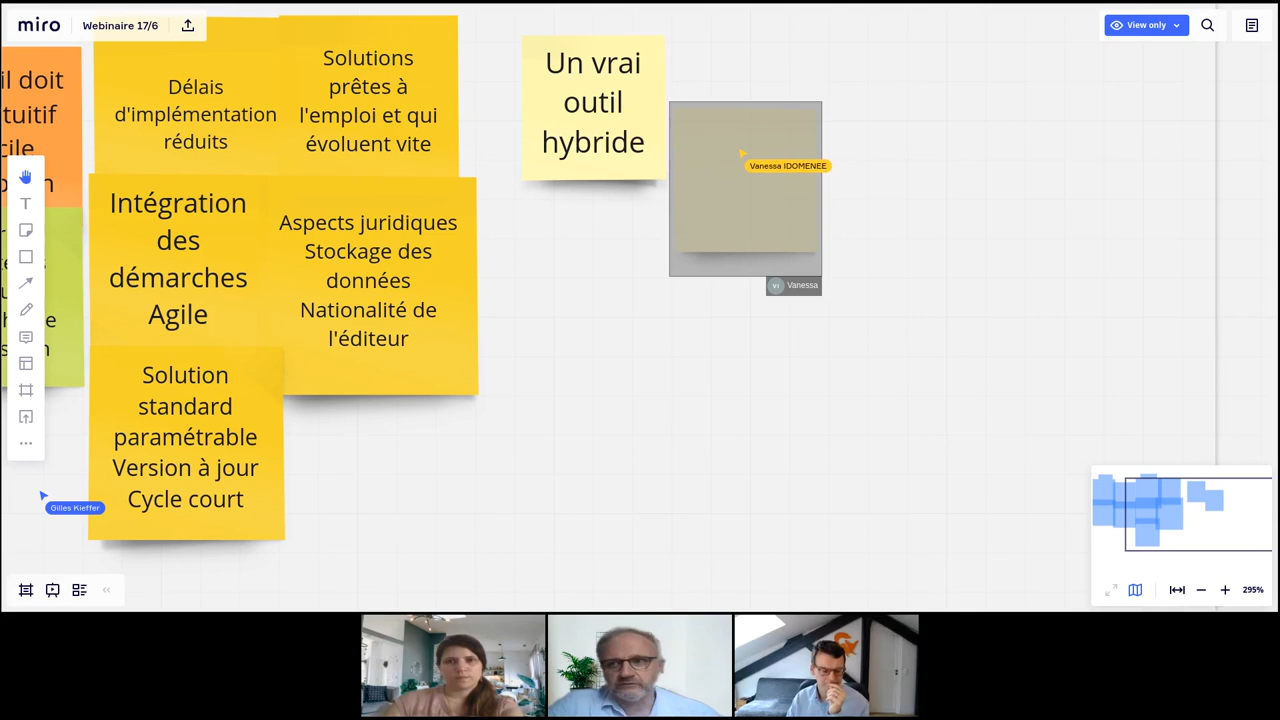 miro
Webinaire 17/6
View only
il doit
tuitif
Délais
d'implémentation
réduits
Solutions
prêtes à
l'emploi et qui
évoluent vite
Un vrai
outil
hybride
Vanessa IDOMENEE
VI Vanessa
Intégration
des
démarches
Agile
Aspects juridiques
Stockage des
données
Nationalité de
l'éditeur
Solution
standard
paramétrable
Version à jour
Cycle court
Gilles Kieffer
295%